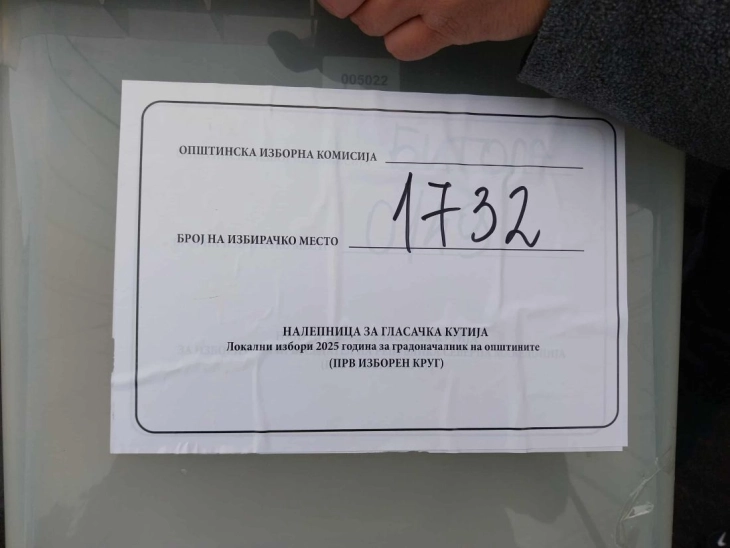 005022
ОПШТИНСКА ИЗБОРНА КОМИСИЈА
1732
БРОЈ НА ИЗБИРАЧКО МЕСТО
НАЛЕПНИЦА ЗА ГЛАСАЧКА КУТИЈА
Локални избори 2025 година за градоначалник на општините
(ПРВ ИЗБОРЕН КРУГ)